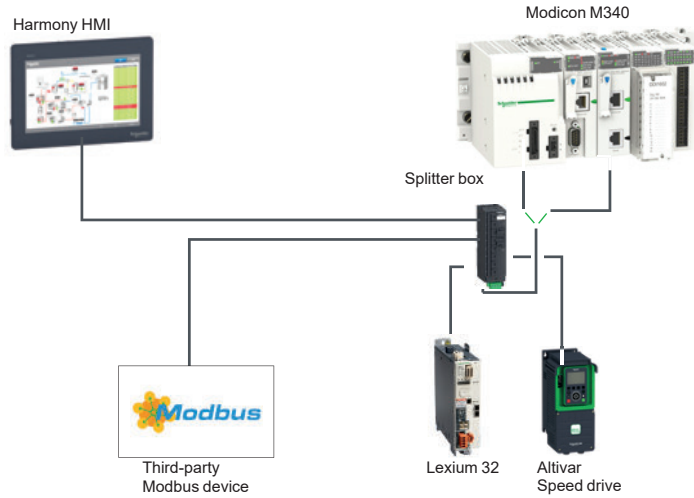 Harmony HMI
Modicon M340
Splitter box
Modbus
Third-party
Modbus device
Lexium 32
Altivar
Speed drive